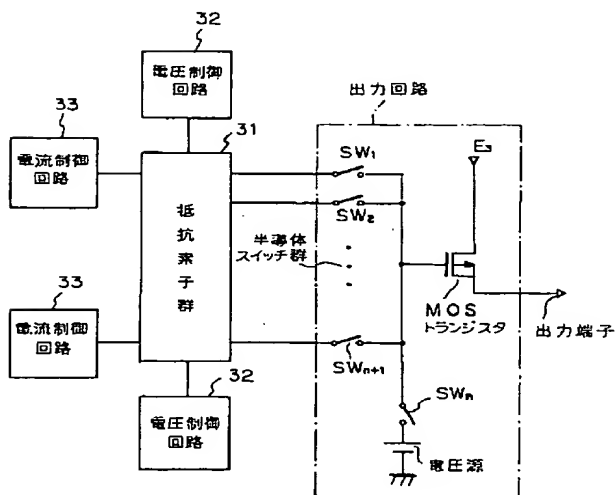 32
電圧制御
回路
33
電流制御
回路
31
抵抗素子群
出力回路
SW₁
SW₂
E₃
半導体
スイッチ群
MOS
トランジスタ
出力端子
33
電流制御
回路
SWn+1
32
電圧制御
回路
SWn
電圧源